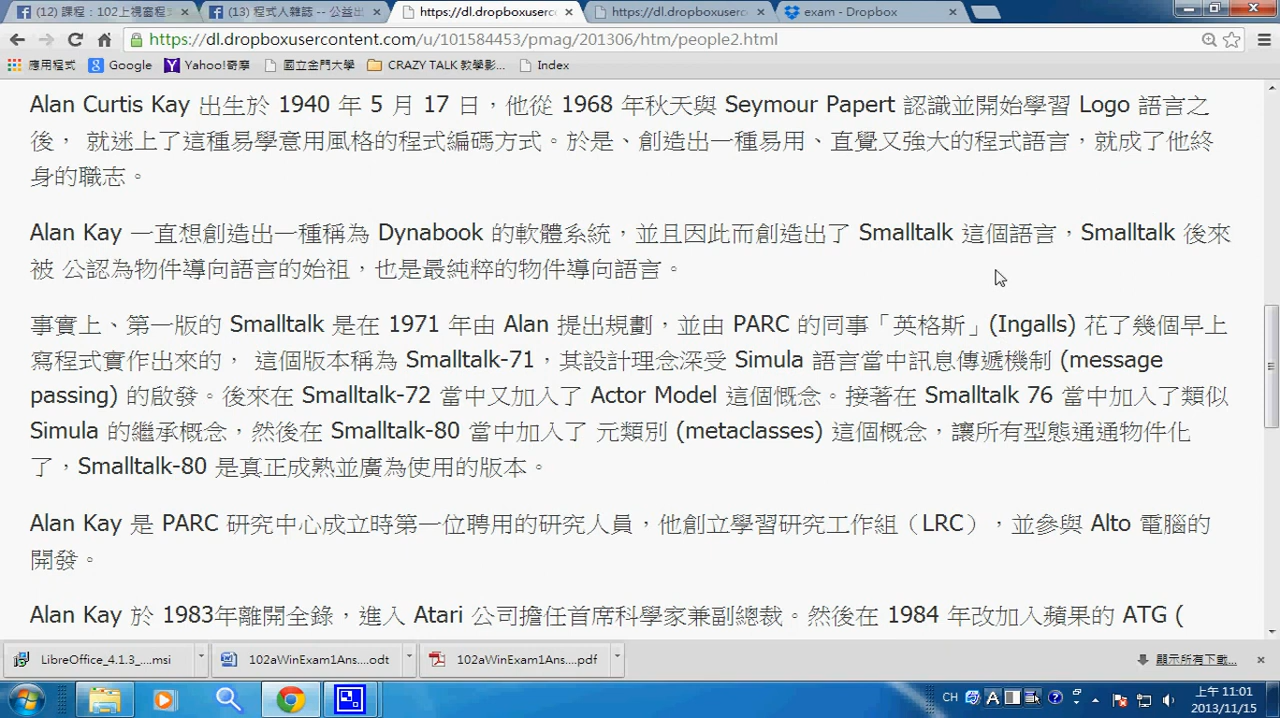 (12) 課程：102上視窗程
(13) 程式人雜誌 -- 公益出
https://dl.dropboxuserco
https://dl.dropboxuserco
exam - Dropbox
https://dl.dropboxusercontent.com/u/101584453/pmag/201306/htm/people2.html
應用程式 Google Yahoo!奇摩 國立金門大學 CRAZY TALK 教學影... Index
Alan Curtis Kay 出生於 1940 年 5 月 17 日，他從 1968 年秋天與 Seymour Papert 認識並開始學習 Logo 語言之
後， 就迷上了這種易學意用風格的程式編碼方式。於是、創造出一種易用、直覺又強大的程式語言，就成了他終
身的職志。
Alan Kay 一直想創造出一種稱為 Dynabook 的軟體系統，並且因此而創造出了 Smalltalk 這個語言，Smalltalk 後來
被 公認為物件導向語言的始祖，也是最純粹的物件導向語言。
事實上、第一版的 Smalltalk 是在 1971 年由 Alan 提出規劃，並由 PARC 的同事「英格斯」(Ingalls) 花了幾個早上
寫程式實作出來的， 這個版本稱為 Smalltalk-71，其設計理念深受 Simula 語言當中訊息傳遞機制 (message
passing) 的啟發。後來在 Smalltalk-72 當中又加入了 Actor Model 這個慨念。接著在 Smalltalk 76 當中加入了類似
Simula 的繼承概念，然後在 Smalltalk-80 當中加入了 元類別 (metaclasses) 這個概念，讓所有型態通通物件化
了，Smalltalk-80 是真正成熟並廣為使用的版本。
Alan Kay 是 PARC 研究中心成立時第一位聘用的研究人員，他創立學習研究工作組（LRC），並參與 Alto 電腦的
開發。
Alan Kay 於 1983年離開全錄，進入 Atari 公司擔任首席科學家兼副總裁。然後在 1984 年改加入蘋果的 ATG (
LibreOffice_4.1.3_....msi 102aWinExam1Ans....odt 102aWinExam1Ans....pdf 顯示所有下載...
CH
上午 11:01
2013/11/15